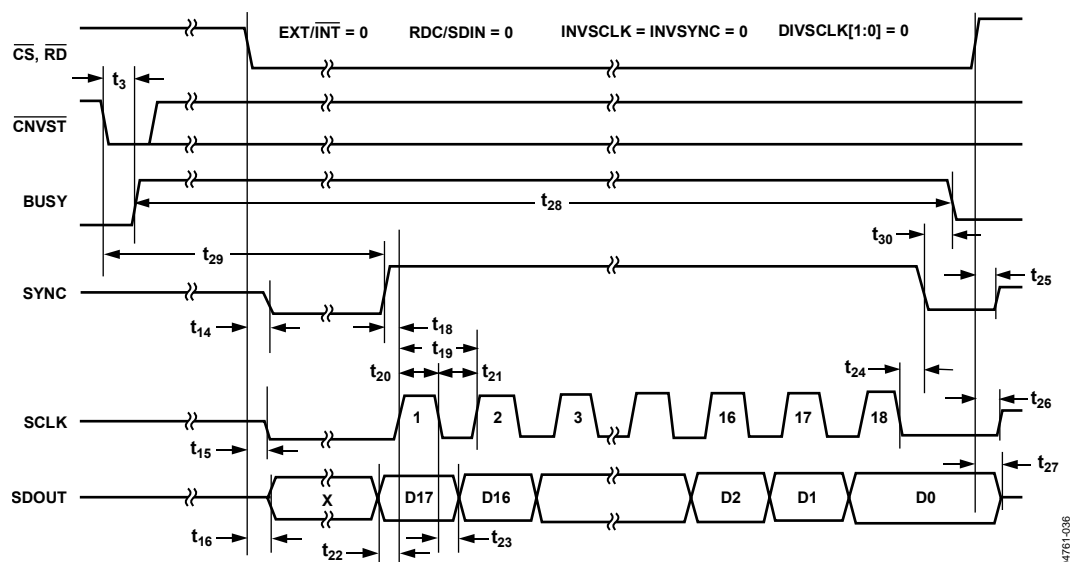 EXT/INT = 0 RDC/SDIN = 0 INVSCLK = INVSYNC = 0 DIVSCLK[1:0] = 0
CS, RD
t3
CNVST
BUSY
t28
t30
t29
t25
SYNC
t14
t18
t19
t20
t21
t24
t26
SCLK
1 2 3 16 17 18
t15
t27
SDOUT
X D17 D16 D2 D1 D0
t16
t22
t23
04761-036